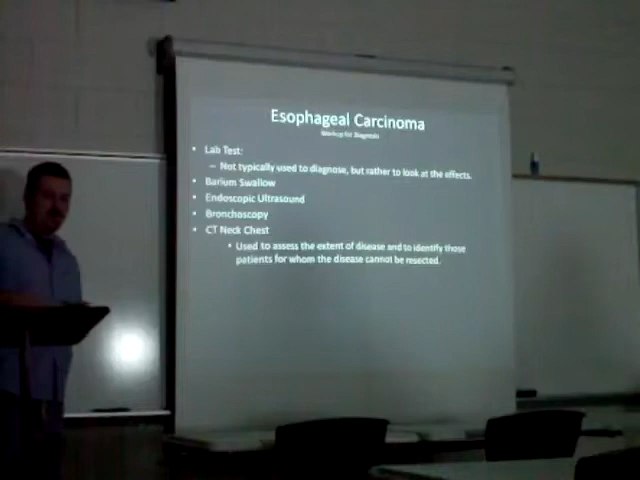 Esophageal Carcinoma
Workup for Diagnosis
• Lab Test:
– Not typically used to diagnose, but rather to look at the effects.
• Barium Swallow
• Endoscopic Ultrasound
• Bronchoscopy
• CT Neck Chest
• Used to assess the extent of disease and to identify those
patients for whom the disease cannot be resected.